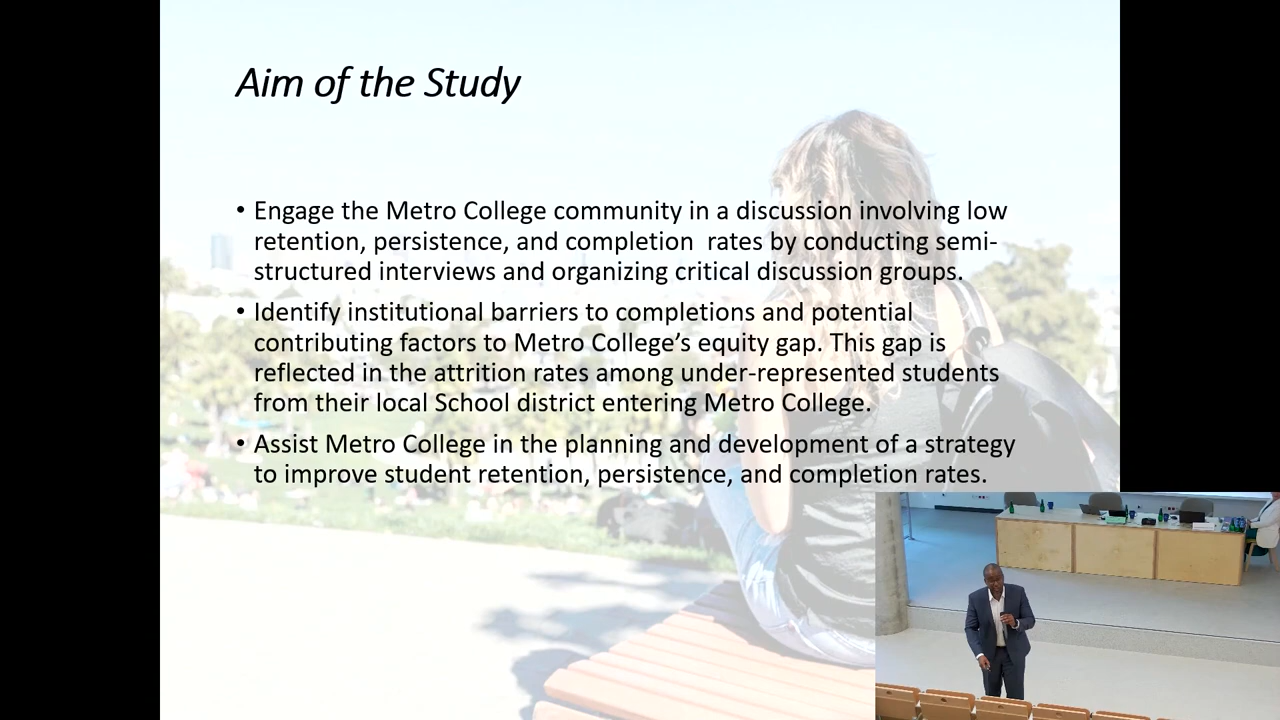 Aim of the Study
• Engage the Metro College community in a discussion involving low
retention, persistence, and completion  rates by conducting semi-
structured interviews and organizing critical discussion groups.
• Identify institutional barriers to completions and potential
contributing factors to Metro College’s equity gap. This gap is
reflected in the attrition rates among under-represented students
from their local School district entering Metro College.
• Assist Metro College in the planning and development of a strategy
to improve student retention, persistence, and completion rates.